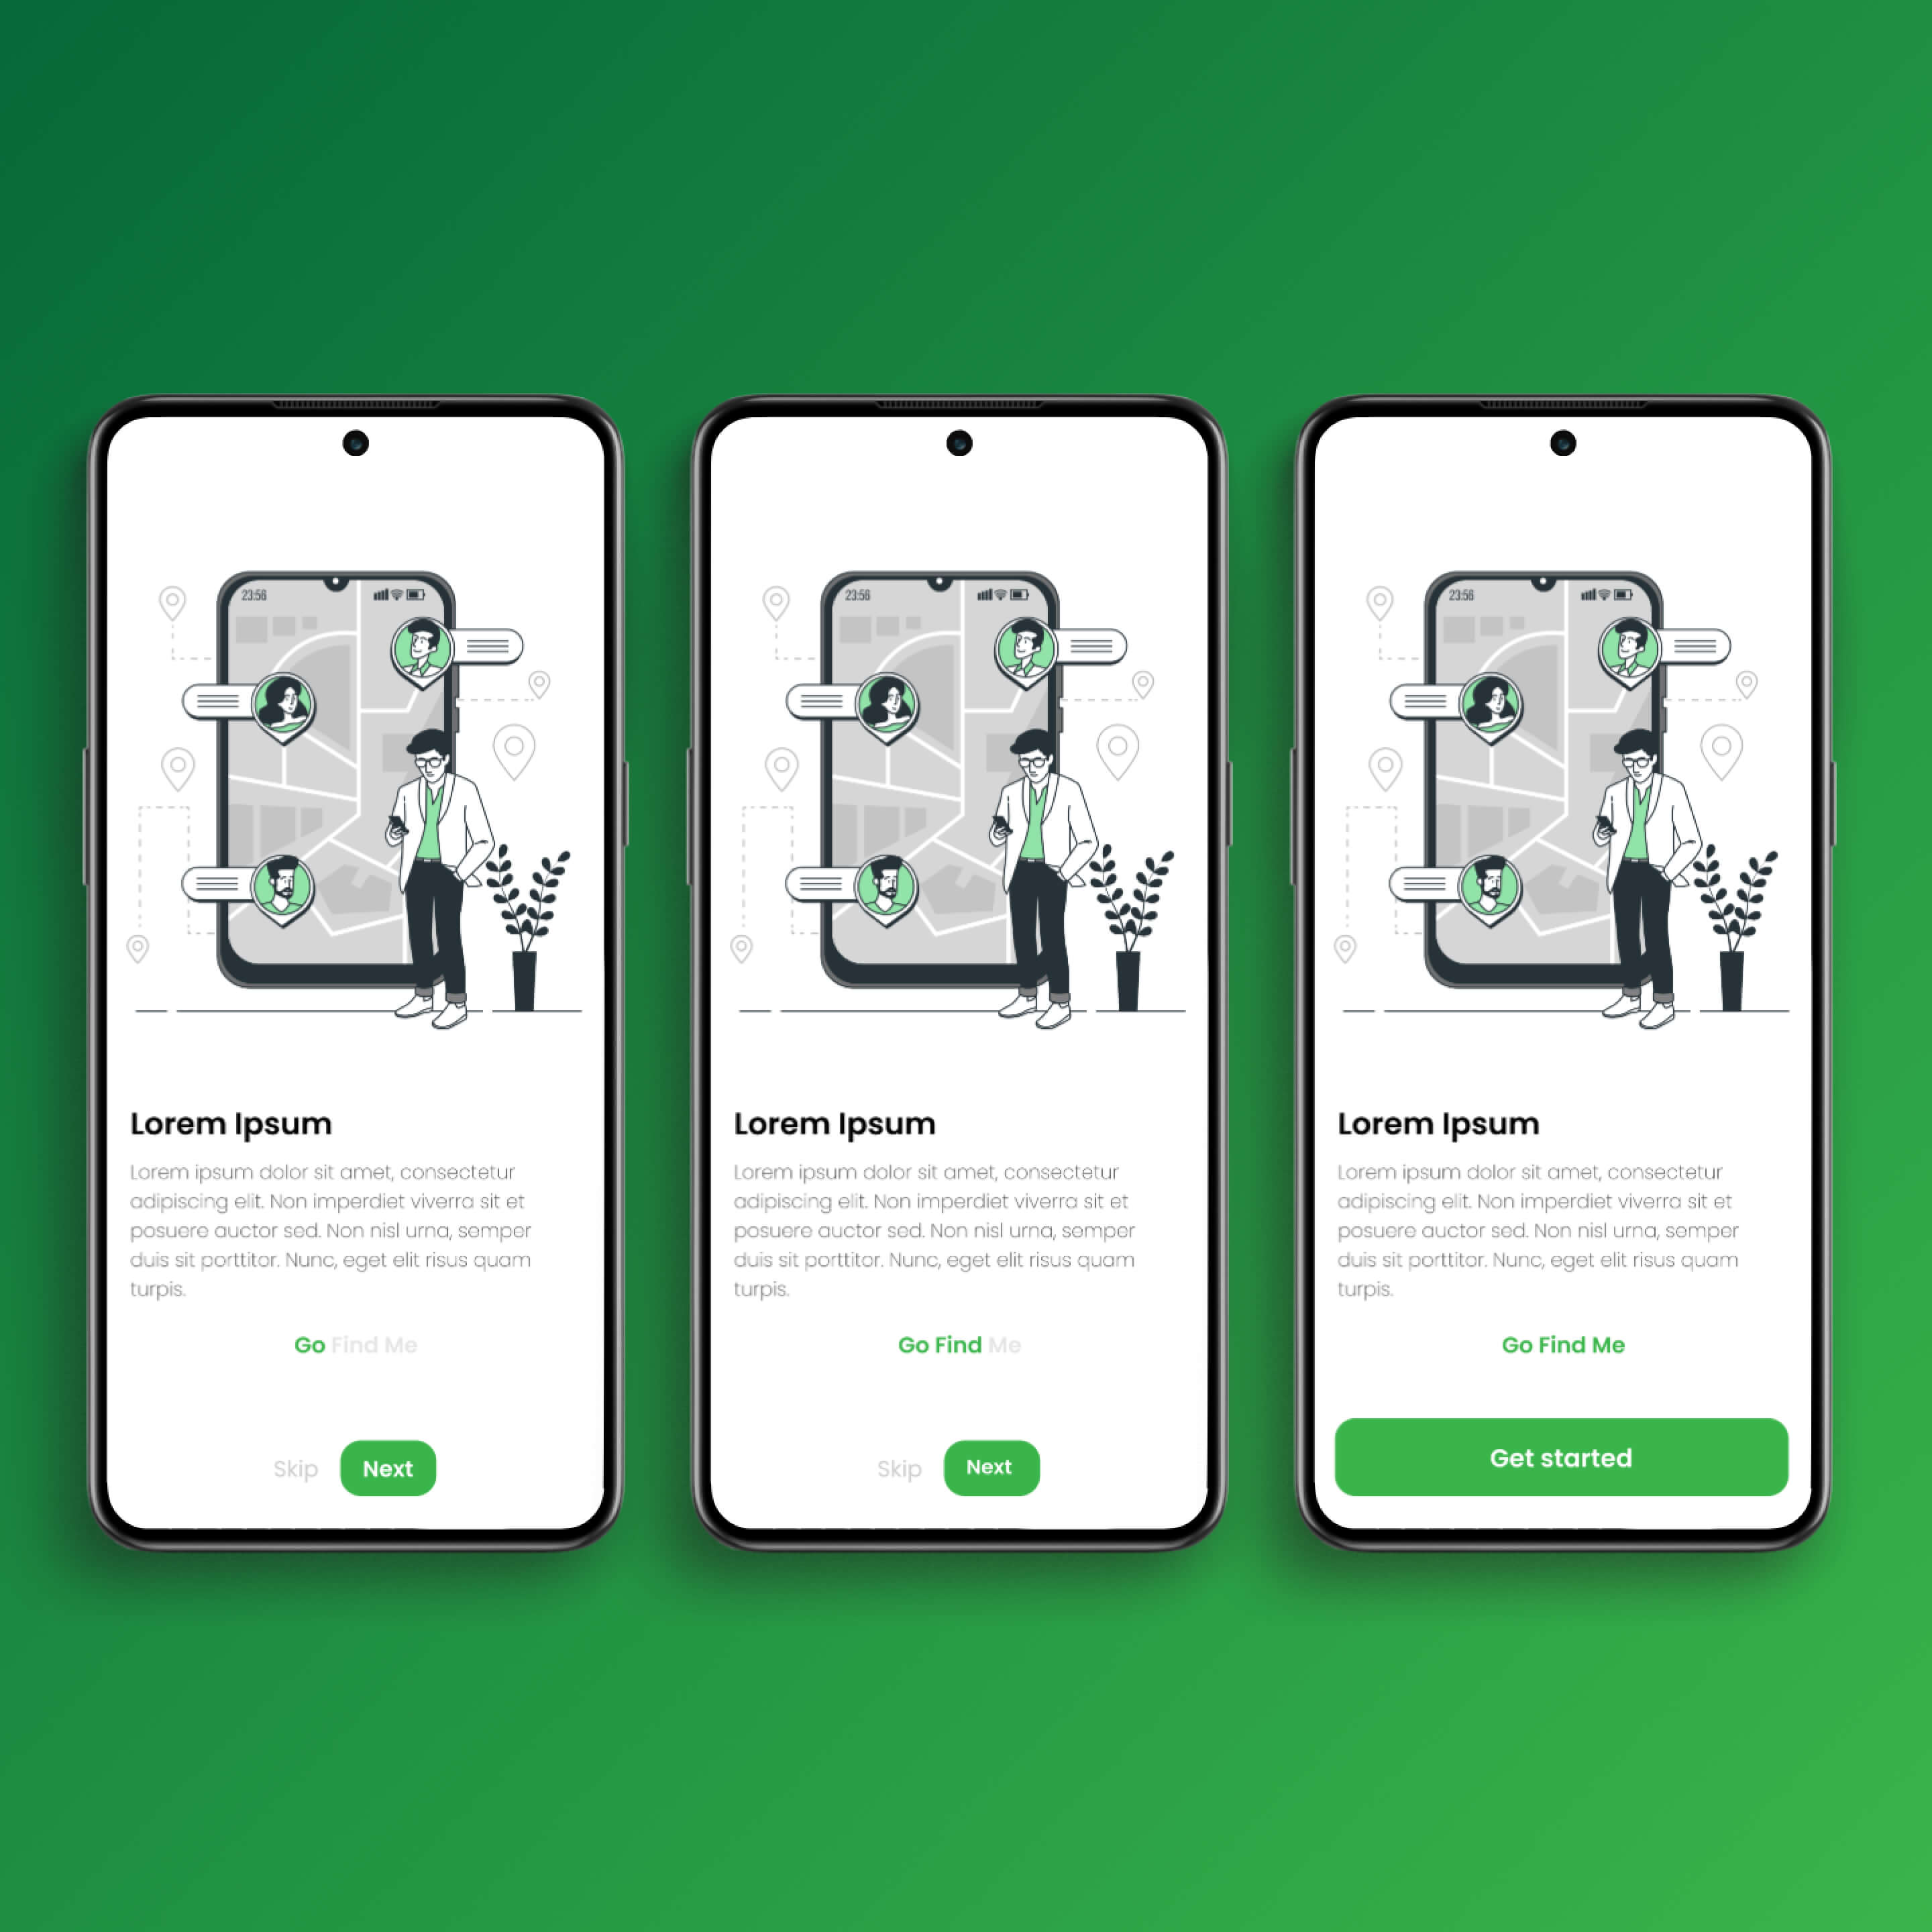 23:56
Lorem Ipsum
Lorem ipsum dolor sit amet, consectetur
adipiscing elit. Non imperdiet viverra sit et
posuere auctor sed. Non nisl urna, semper
duis sit porttitor. Nunc, eget elit risus quam
turpis.
Go Find Me
Skip
Next
23:56
Lorem Ipsum
Lorem ipsum dolor sit amet, consectetur
adipiscing elit. Non imperdiet viverra sit et
posuere auctor sed. Non nisl urna, semper
duis sit porttitor. Nunc, eget elit risus quam
turpis.
Go Find Me
Skip
Next
23:56
Lorem Ipsum
Lorem ipsum dolor sit amet, consectetur
adipiscing elit. Non imperdiet viverra sit et
posuere auctor sed. Non nisl urna, semper
duis sit porttitor. Nunc, eget elit risus quam
turpis.
Go Find Me
Get started